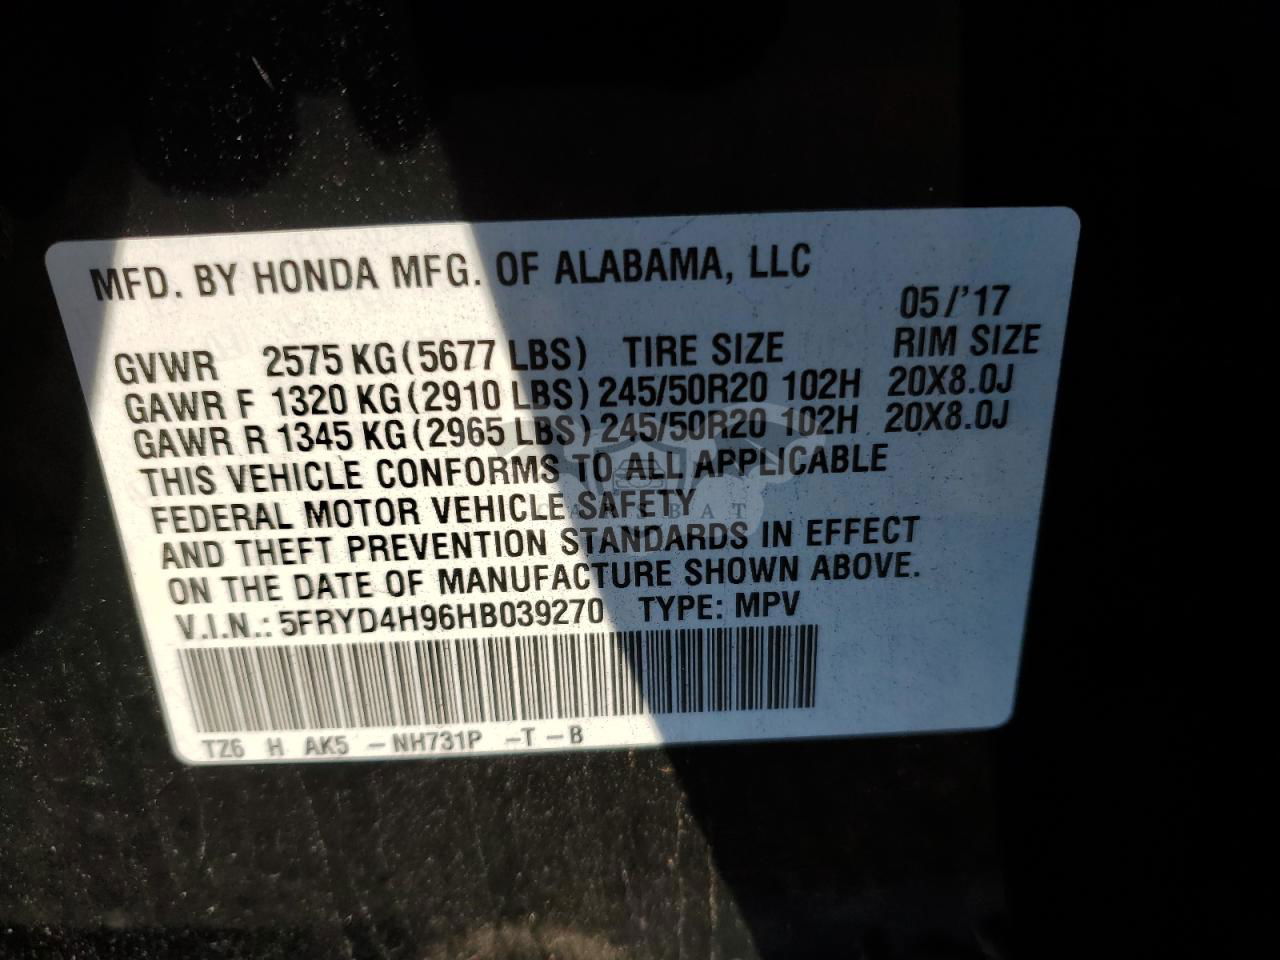 MFD. BY HONDA MFG. OF ALABAMA, LLC
05/'17
GVWR 2575 KG (5677 LBS) TIRE SIZE RIM SIZE
GAWR F 1320 KG (2910 LBS) 245/50R20 102H 20X8.0J
GAWR R 1345 KG (2965 LBS) 245/50R20 102H 20X8.0J
THIS VEHICLE CONFORMS TO ALL APPLICABLE
FEDERAL MOTOR VEHICLE SAFETY
AND THEFT PREVENTION STANDARDS IN EFFECT
ON THE DATE OF MANUFACTURE SHOWN ABOVE.
V.I.N.: 5FRYD4H96HB039270 TYPE: MPV
TZ6 H AK5 -NH731P -T-B
CARSBAT